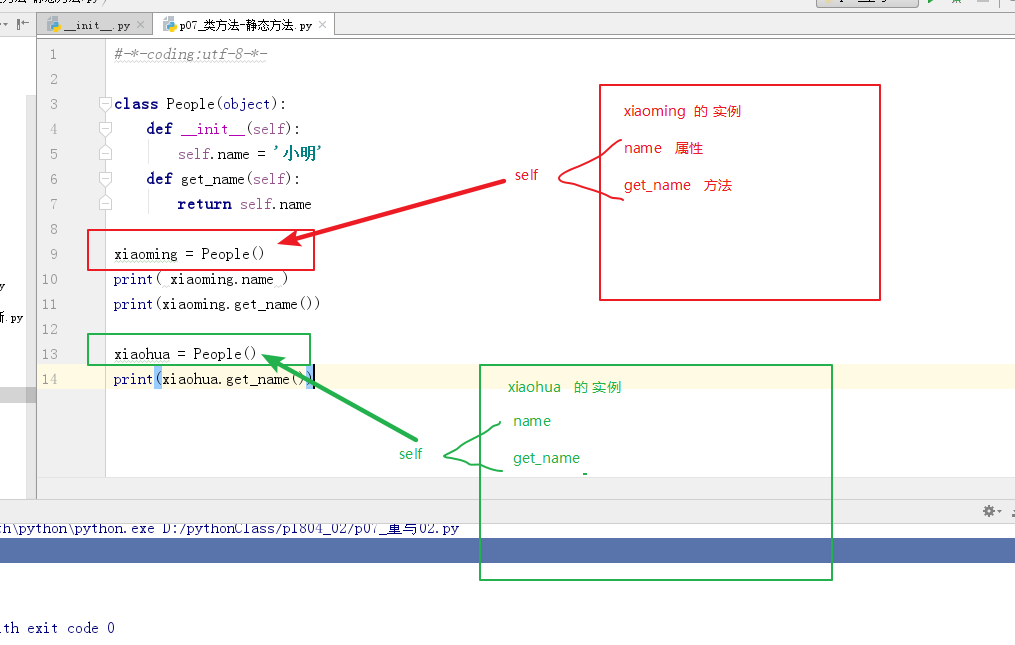 __init__.py
p07_类方法-静态方法.py
1 #-*-coding:utf-8-*-
2
3 class People(object):
4 def __init__(self):
5 self.name = '小明'
6 def get_name(self):
7 return self.name
8
9 xiaoming = People()
10 print( xiaoming.name )
11 print(xiaoming.get_name())
12
13 xiaohua = People()
14 print(xiaohua.get_name())
self
xiaoming 的 实例
name 属性
get_name 方法
self
xiaohua 的 实例
name
get_name
th\python\python.exe D:/pythonClass/p1804_02/p07_重写02.py
ith exit code 0